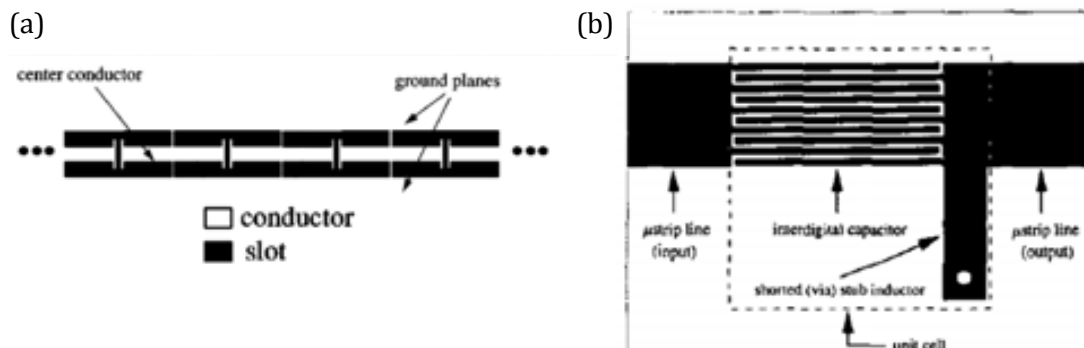 (a)
center conductor
ground planes
conductor
slot
(b)
μstrip line
(input)
interdigital capacitor
μstrip line
(output)
shorted (via) stub inductor
unit cell